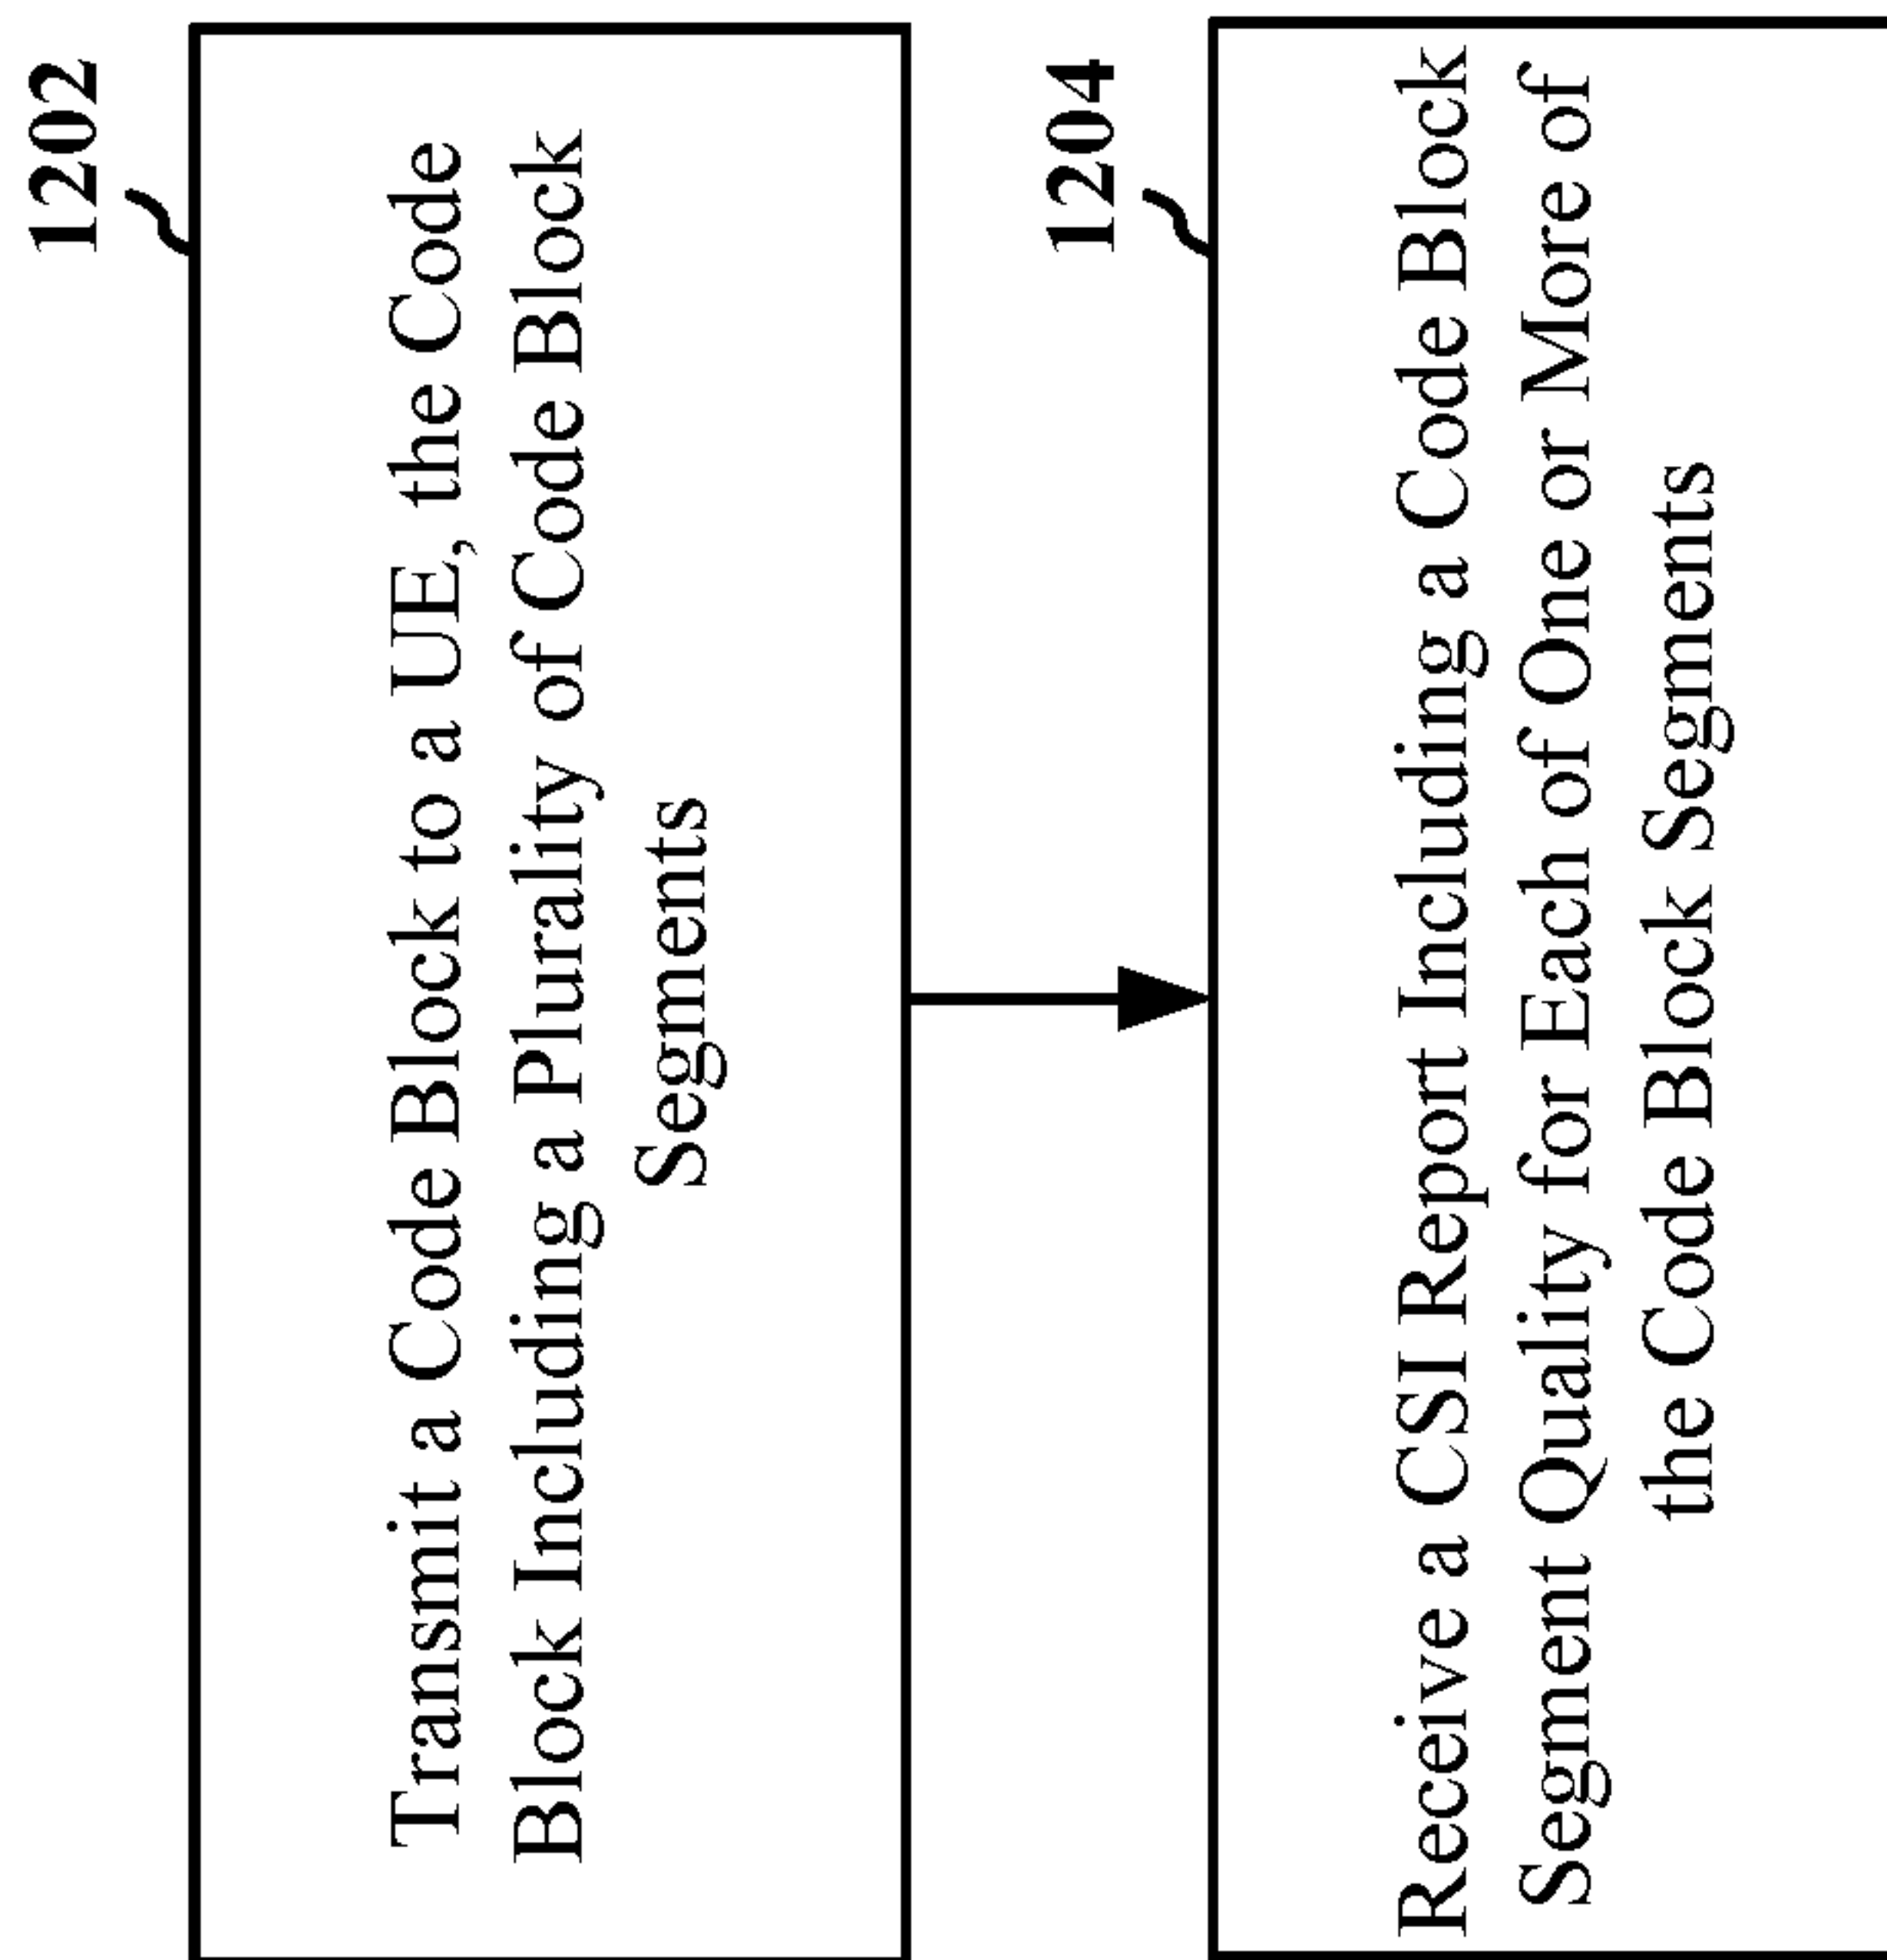 1202
Transmit a Code Block to a UE, the Code
Block Including a Plurality of Code Block
Segments
1204
Receive a CSI Report Including a Code Block
Segment Quality for Each of One or More of
the Code Block Segments